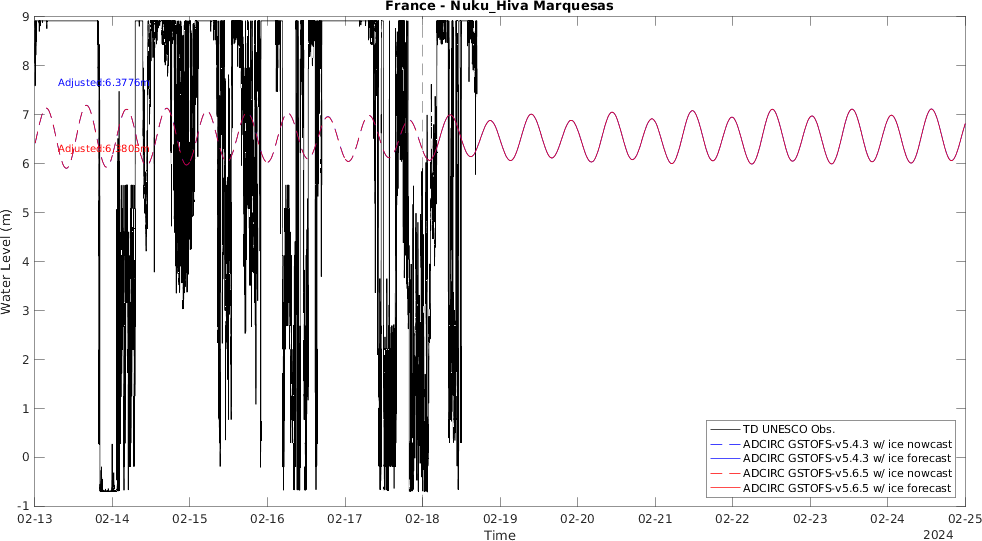 France - Nuku_Hiva Marquesas
9
8
7
6
5
4
3
2
1
0
-1
Water Level (m)
Adjusted:6.3776m
Adjusted:6.3805m
TD UNESCO Obs.
ADCIRC GSTOFS-v5.4.3 w/ ice nowcast
ADCIRC GSTOFS-v5.4.3 w/ ice forecast
ADCIRC GSTOFS-v5.6.5 w/ ice nowcast
ADCIRC GSTOFS-v5.6.5 w/ ice forecast
02-13 02-14 02-15 02-16 02-17 02-18 02-19 02-20 02-21 02-22 02-23 02-24 02-25
Time
2024